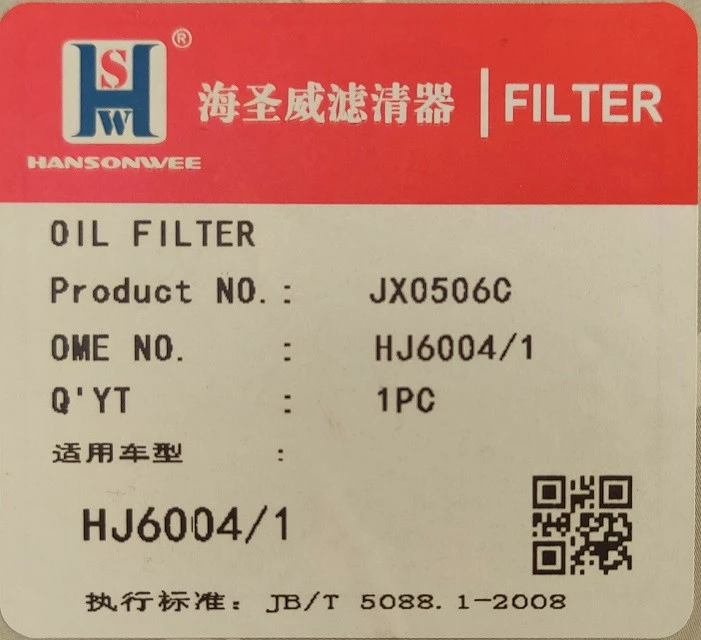 HSW ®
海圣威滤清器 | FILTER
HANSONWEE
OIL FILTER
Product NO. : JX0506C
OME NO. : HJ6004/1
Q'YT : 1PC
适用车型 :
HJ6004/1
执行标准: JB/T 5088.1-2008